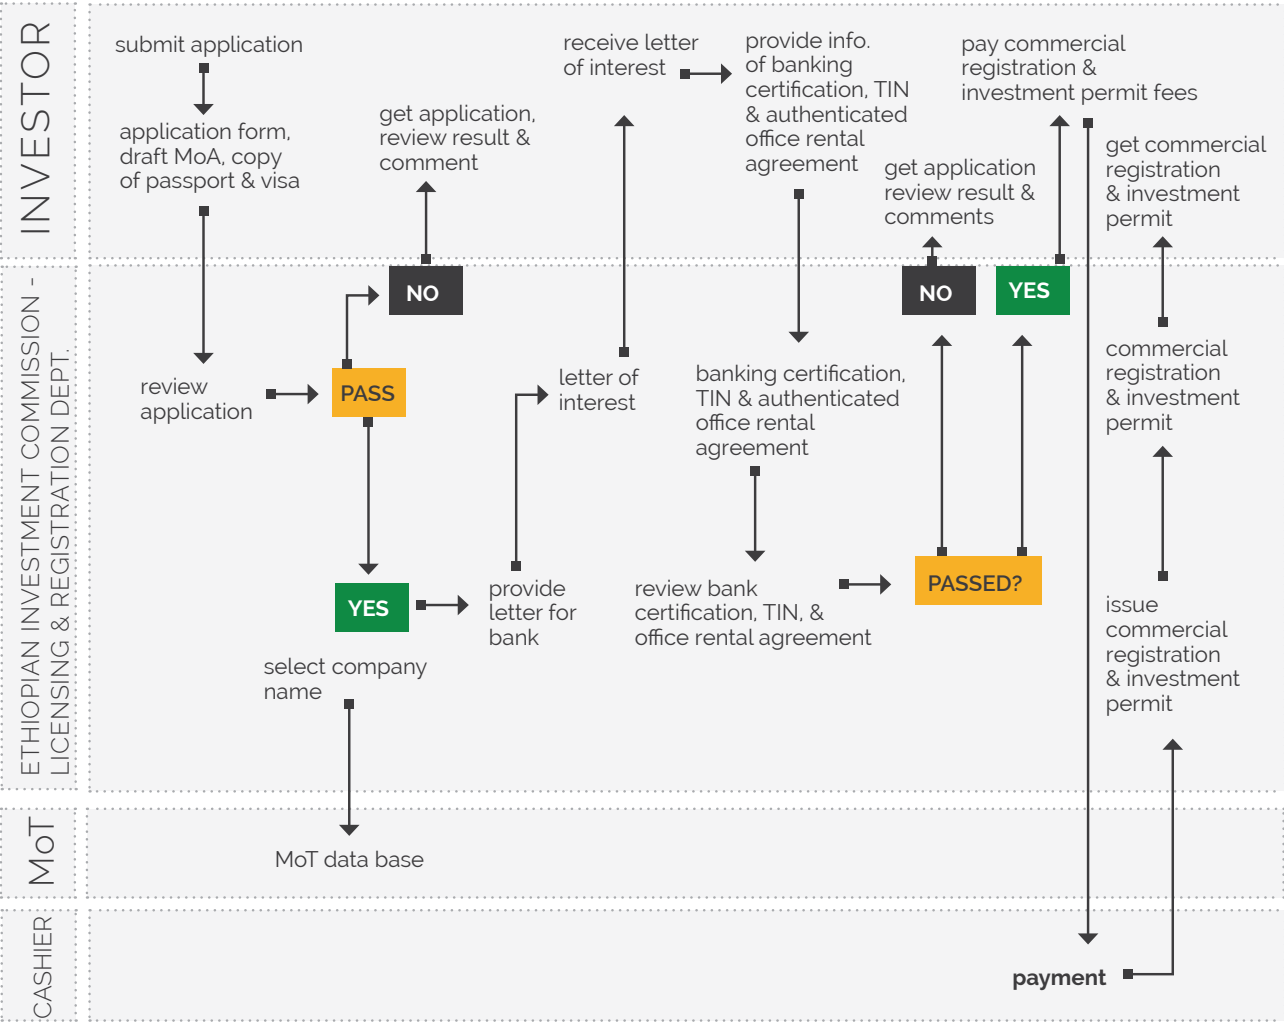 INVESTOR
submit application
application form,
draft MoA, copy
of passport & visa
get application,
review result &
comment
receive letter
of interest
provide info.
of banking
certification, TIN
& authenticated
office rental
agreement
get application
review result &
comments
pay commercial
registration &
investment permit fees
get commercial
registration
& investment
permit
ETHIOPIAN INVESTMENT COMMISSION -
LICENSING & REGISTRATION DEPT.
review
application
PASS
NO
YES
select company
name
provide
letter for
bank
letter of
interest
banking certification,
TIN & authenticated
office rental
agreement
review bank
certification, TIN, &
office rental agreement
PASSED?
NO
YES
commercial
registration
& investment
permit
issue
commercial
registration
& investment
permit
MoT
MoT data base
CASHIER
payment